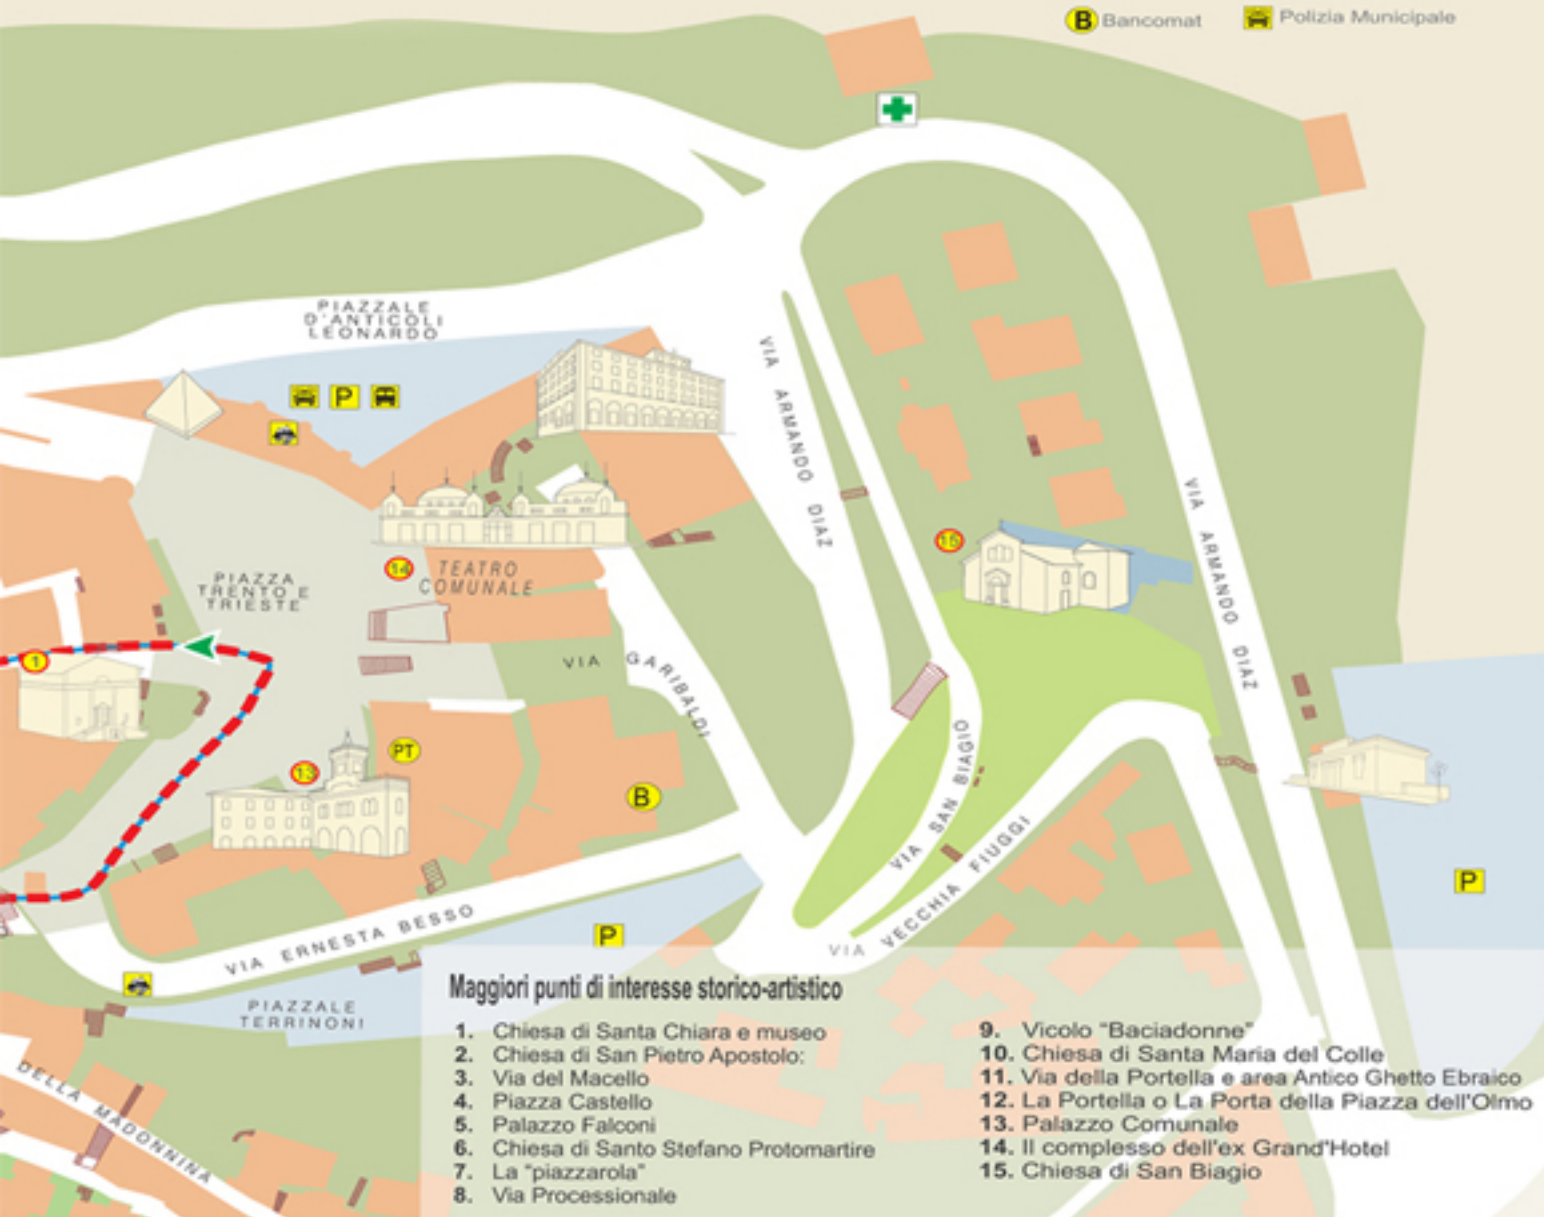 B Bancomat
Polizia Municipale
PIAZZALE
D'ANTICOLI
LEONARDO
P
VIA ARMANDO DIAZ
VIA ARMANDO DIAZ
15
14
TEATRO
COMUNALE
PIAZZA
TRENTO E
TRIESTE
1
VIA GARIBALDI
PT
13
B
VIA SAN BIAGIO
VIA VECCHIA FIUGGI
P
P
VIA ERNESTA BESSO
PIAZZALE
TERRINONI
DELLA MADONNINA
Maggiori punti di interesse storico-artistico
1. Chiesa di Santa Chiara e museo
2. Chiesa di San Pietro Apostolo:
3. Via del Macello
4. Piazza Castello
5. Palazzo Falconi
6. Chiesa di Santo Stefano Protomartire
7. La "piazzarola"
8. Via Processionale
9. Vicolo "Baciadonne"
10. Chiesa di Santa Maria del Colle
11. Via della Portella e area Antico Ghetto Ebraico
12. La Portella o La Porta della Piazza dell'Olmo
13. Palazzo Comunale
14. Il complesso dell'ex Grand'Hotel
15. Chiesa di San Biagio